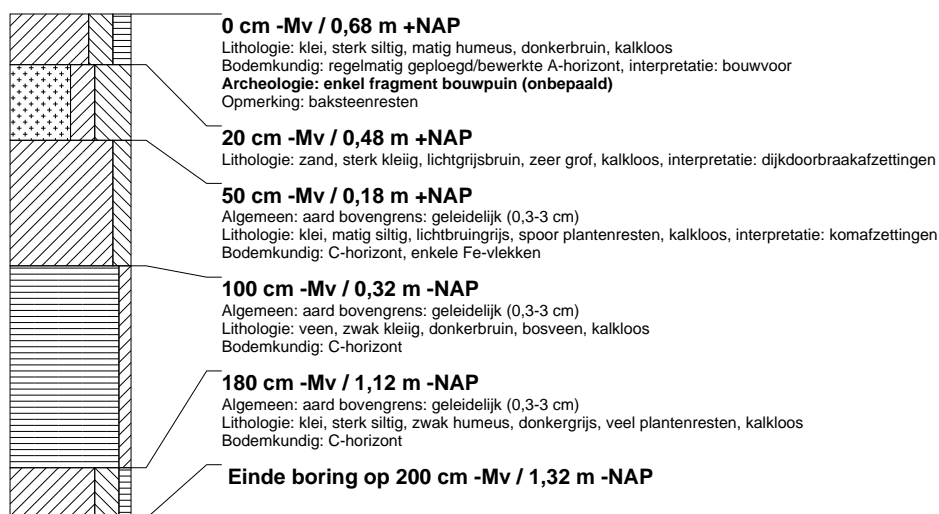 0 cm -Mv / 0,68 m +NAP
Lithologie: klei, sterk siltig, matig humeus, donkerbruin, kalkloos
Bodemkundig: regelmatig geploegd/bewerkte A-horizont, interpretatie: bouwvoor
Archeologie: enkel fragment bouwpuin (onbepaald)
Opmerking: baksteenresten
20 cm -Mv / 0,48 m +NAP
Lithologie: zand, sterk kleiig, lichtgrijsbruin, zeer grof, kalkloos, interpretatie: dijkdoorbraakafzettingen
50 cm -Mv / 0,18 m +NAP
Algemeen: aard bovengrens: geleidelijk (0,3-3 cm)
Lithologie: klei, matig siltig, lichtbruingrijs, spoor plantenresten, kalkloos, interpretatie: komafzettingen
Bodemkundig: C-horizont, enkele Fe-vlekken
100 cm -Mv / 0,32 m -NAP
Algemeen: aard bovengrens: geleidelijk (0,3-3 cm)
Lithologie: veen, zwak kleiig, donkerbruin, bosveen, kalkloos
Bodemkundig: C-horizont
180 cm -Mv / 1,12 m -NAP
Algemeen: aard bovengrens: geleidelijk (0,3-3 cm)
Lithologie: klei, sterk siltig, zwak humeus, donkergrijs, veel plantenresten, kalkloos
Bodemkundig: C-horizont
Einde boring op 200 cm -Mv / 1,32 m -NAP